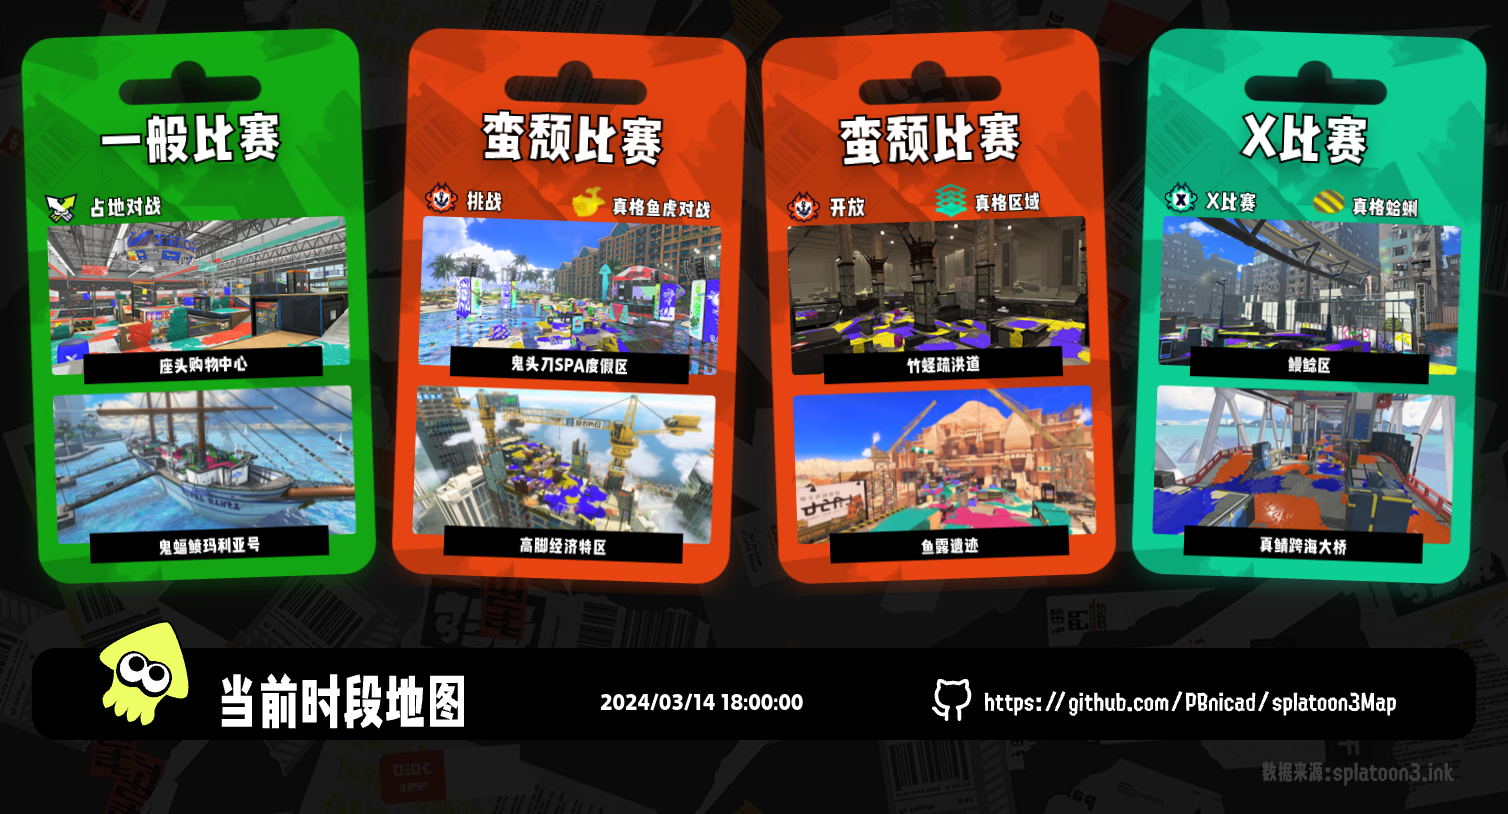 一般比赛
占地对战
座头购物中心
鬼蝠鲼玛利亚号
蛮颓比赛
挑战
真格鱼虎对战
鬼头刀SPA度假区
高脚经济特区
蛮颓比赛
开放
真格区域
竹蛏疏洪道
鱼露遗迹
X比赛
X比赛
真格蛤蜊
鳗鲶区
真鲭跨海大桥
当前时段地图
2024/03/14 18:00:00
https://github.com/PBnicad/splatoon3Map
数据来源:splatoon3.ink